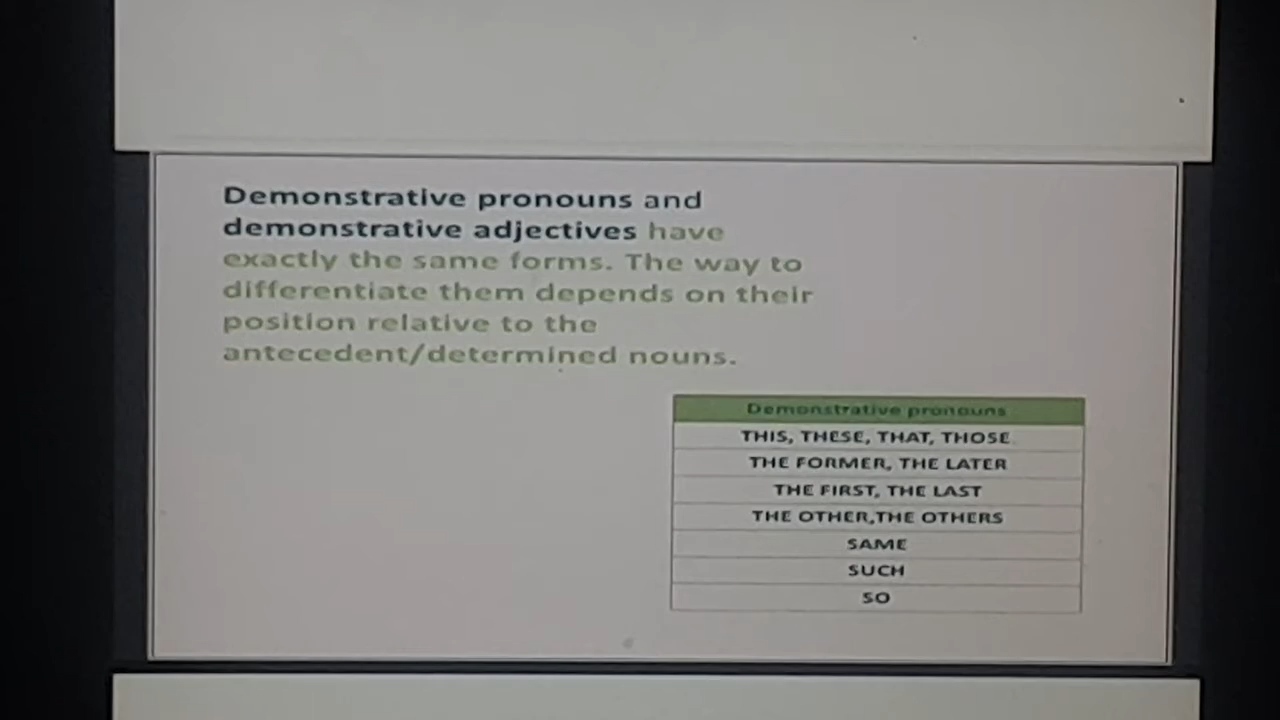 Demonstrative pronouns and
demonstrative adjectives have
exactly the same forms. The way to
differentiate them depends on their
position relative to the
antecedent/determined nouns.
Demonstrative pronouns
THIS, THESE, THAT, THOSE
THE FORMER, THE LATER
THE FIRST, THE LAST
THE OTHER,THE OTHERS
SAME
SUCH
SO